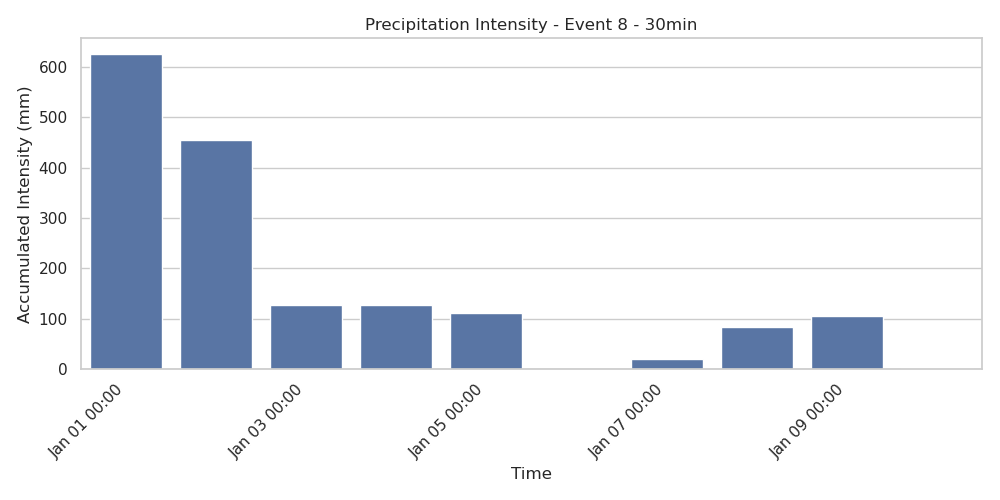 Precipitation Intensity - Event 8 - 30min
Accumulated Intensity (mm)
600
500
400
300
200
100
0
Jan 01 00:00
Jan 03 00:00
Jan 05 00:00
Jan 07 00:00
Jan 09 00:00
Time